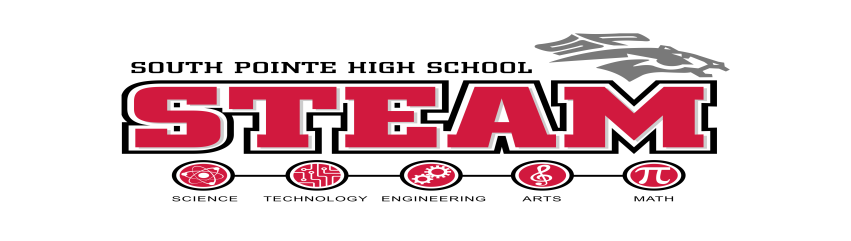 SOUTH POINTE HIGH SCHOOL
STEAM
π
SCIENCE TECHNOLOGY ENGINEERING ARTS MATH